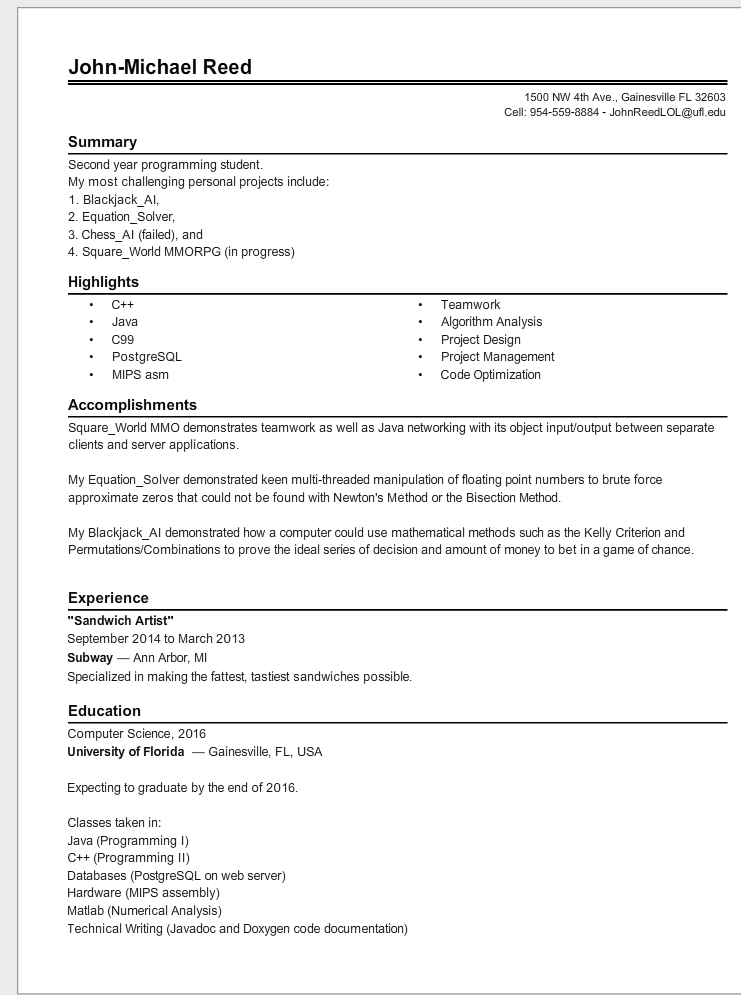 John-Michael Reed
1500 NW 4th Ave., Gainesville FL 32603
Cell: 954-559-8884 - JohnReedLOL@ufl.edu
Summary
Second year programming student.
My most challenging personal projects include:
1. Blackjack_AI,
2. Equation_Solver,
3. Chess_AI (failed), and
4. Square_World MMORPG (in progress)
Highlights
• C++
• Java
• C99
• PostgreSQL
• MIPS asm
• Teamwork
• Algorithm Analysis
• Project Design
• Project Management
• Code Optimization
Accomplishments
Square_World MMO demonstrates teamwork as well as Java networking with its object input/output between separate
clients and server applications.
My Equation_Solver demonstrated keen multi-threaded manipulation of floating point numbers to brute force
approximate zeros that could not be found with Newton's Method or the Bisection Method.
My Blackjack_AI demonstrated how a computer could use mathematical methods such as the Kelly Criterion and
Permutations/Combinations to prove the ideal series of decision and amount of money to bet in a game of chance.
Experience
"Sandwich Artist"
September 2014 to March 2013
Subway — Ann Arbor, MI
Specialized in making the fattest, tastiest sandwiches possible.
Education
Computer Science, 2016
University of Florida — Gainesville, FL, USA
Expecting to graduate by the end of 2016.
Classes taken in:
Java (Programming I)
C++ (Programming II)
Databases (PostgreSQL on web server)
Hardware (MIPS assembly)
Matlab (Numerical Analysis)
Technical Writing (Javadoc and Doxygen code documentation)